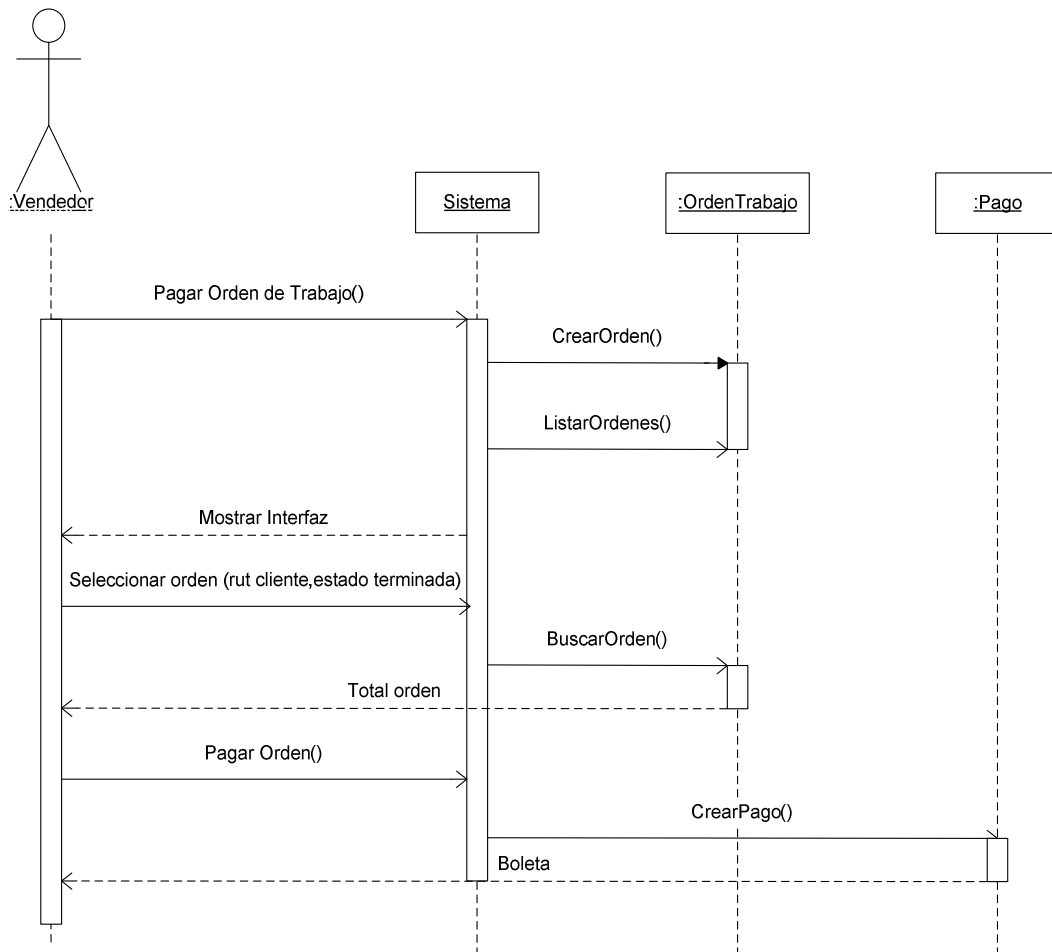 :Vendedor
Sistema
:OrdenTrabajo
:Pago
Pagar Orden de Trabajo()
CrearOrden()
ListarOrdenes()
Mostrar Interfaz
Seleccionar orden (rut cliente,estado terminada)
BuscarOrden()
Total orden
Pagar Orden()
CrearPago()
Boleta